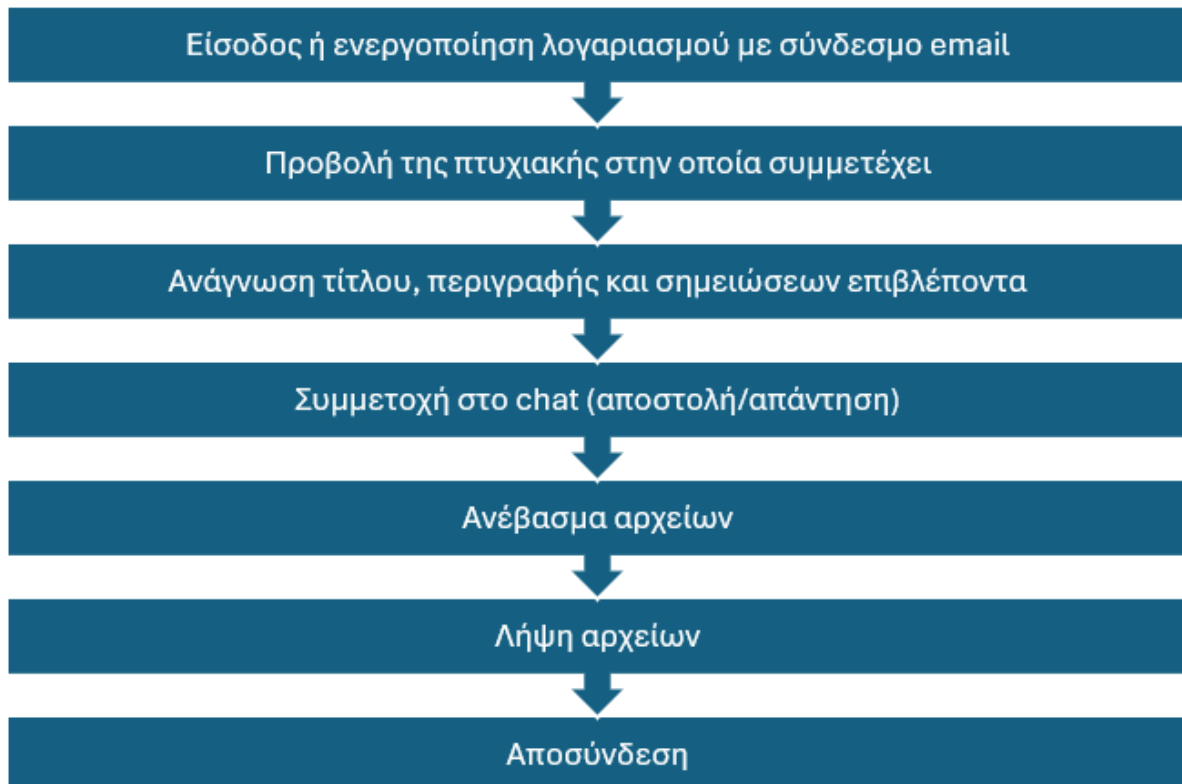 Είσοδος ή ενεργοποίηση λογαριασμού με σύνδεσμο email
Προβολή της πτυχιακής στην οποία συμμετέχει
Ανάγνωση τίτλου, περιγραφής και σημειώσεων επιβλέποντα
Συμμετοχή στο chat (αποστολή/απάντηση)
Ανέβασμα αρχείων
Λήψη αρχείων
Αποσύνδεση